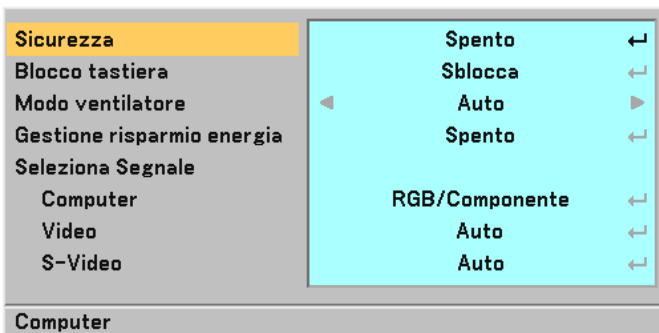 Sicurezza Spento
Blocco tastiera Sblocca
Modo ventilatore Auto
Gestione risparmio energia Spento
Seleziona Segnale
Computer RGB/Componente
Video Auto
S-Video Auto
Computer